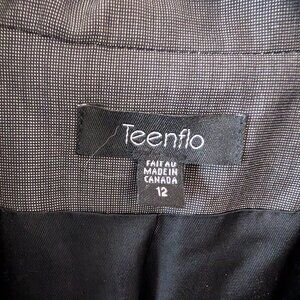 Teenflo
FAIT AU
MADE IN
CANADA
12